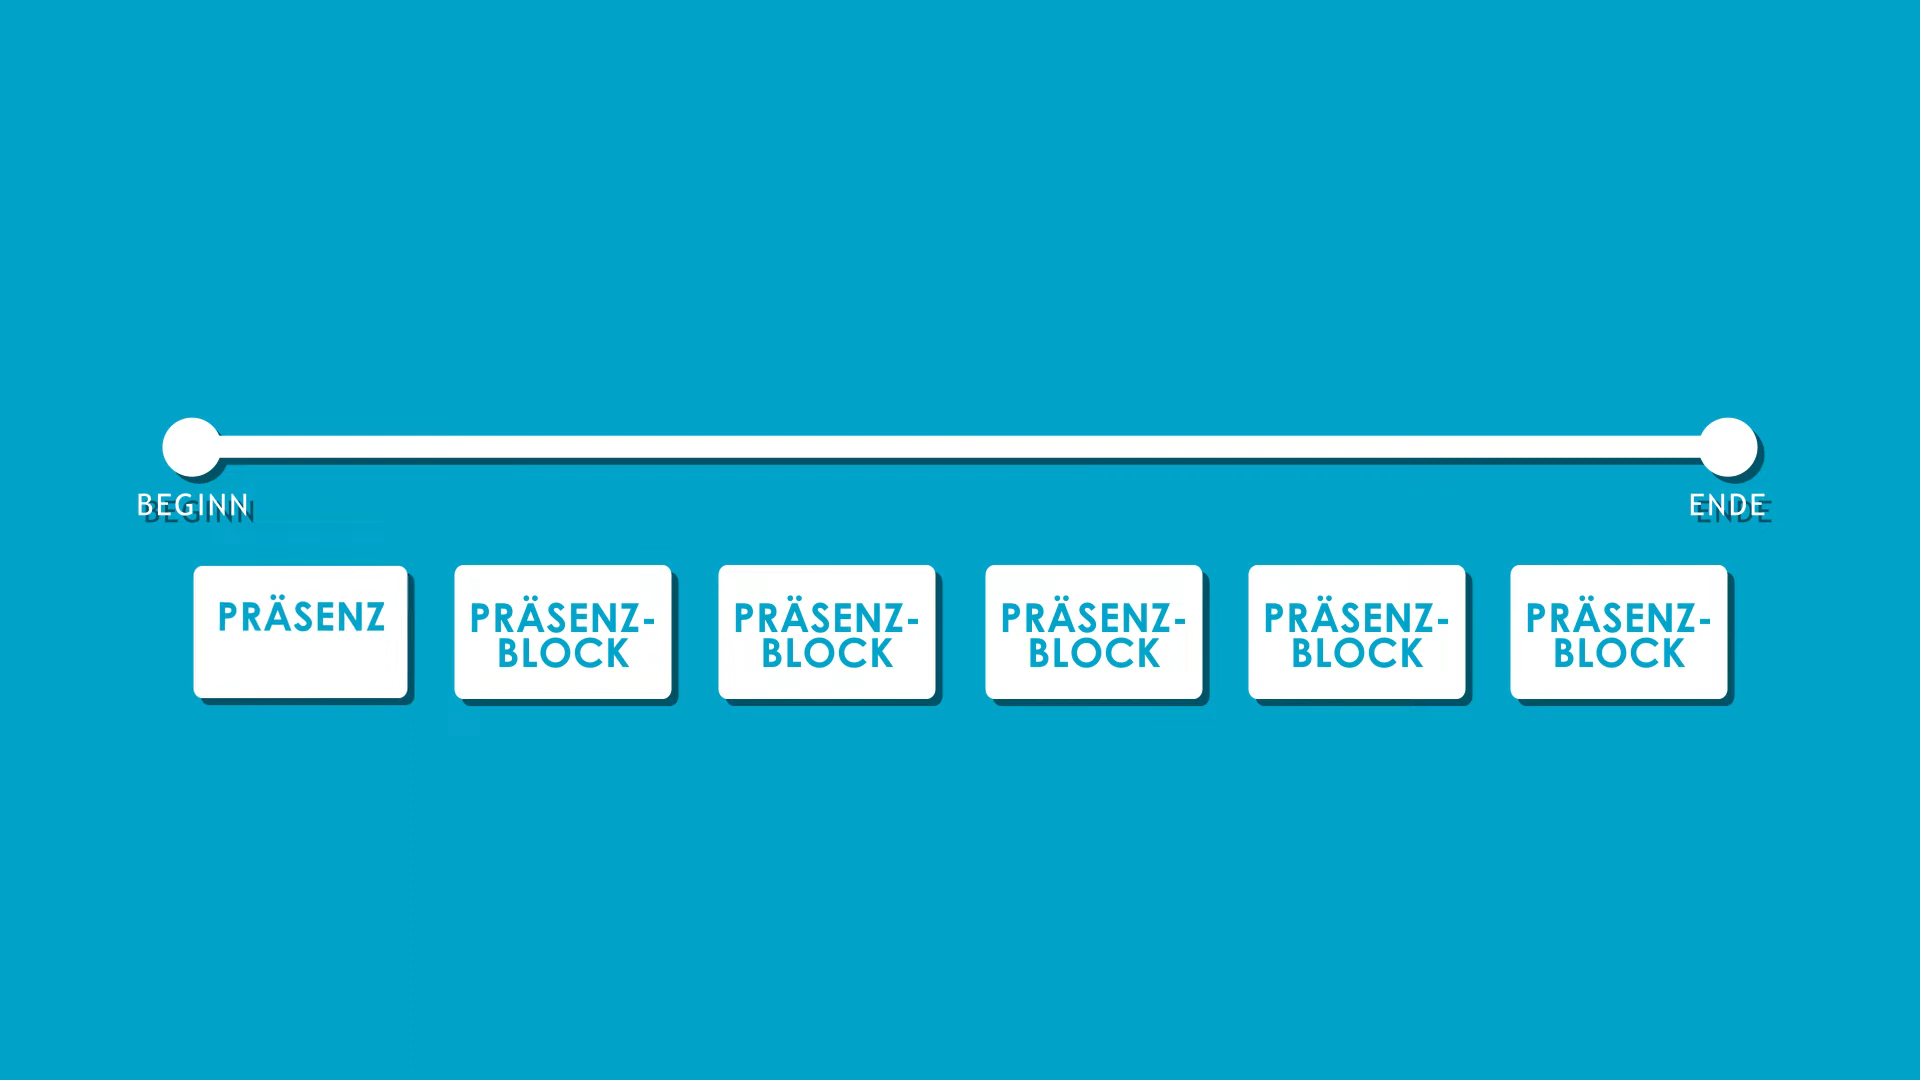 BEGINN
ENDE
PRÄSENZ
PRÄSENZ-
BLOCK
PRÄSENZ-
BLOCK
PRÄSENZ-
BLOCK
PRÄSENZ-
BLOCK
PRÄSENZ-
BLOCK